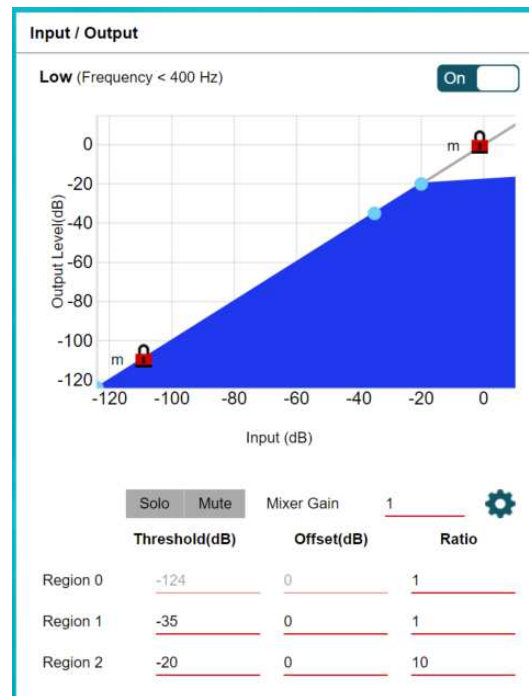 Input / Output
Low (Frequency < 400 Hz)
On
0
-20
-40
-60
-80
-100
-120
Output Level(dB)
m
m
-120 -100 -80 -60 -40 -20 0
Input (dB)
Solo Mute Mixer Gain 1
Threshold(dB) Offset(dB) Ratio
Region 0 -124 0 1
Region 1 -35 0 1
Region 2 -20 0 10